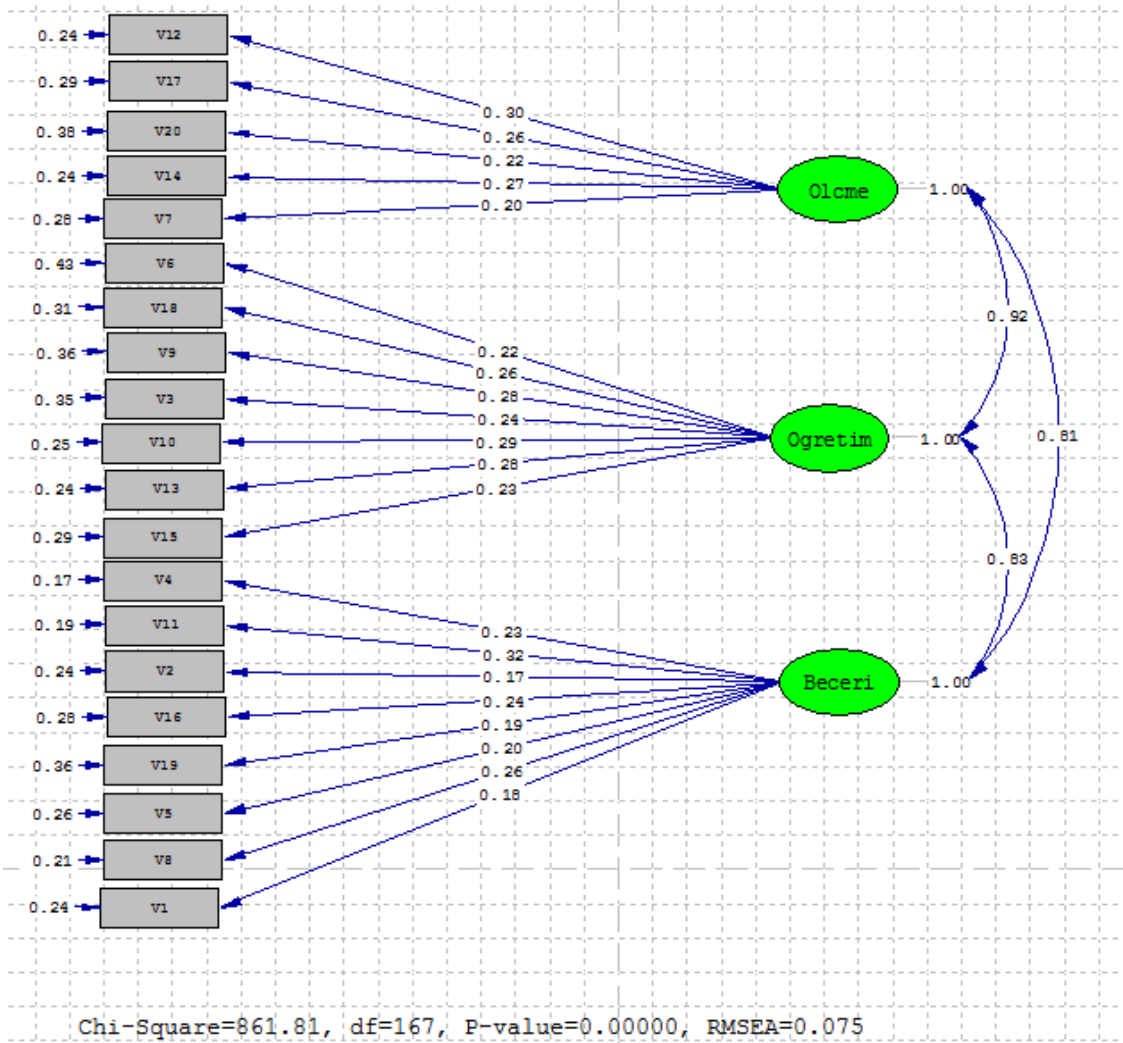 0.24 V12
0.29 V17
0.38 V20
0.24 V14
0.28 V7
0.43 V6
0.31 V18
0.36 V9
0.35 V3
0.25 V10
0.24 V13
0.29 V15
0.17 V4
0.19 V11
0.24 V2
0.28 V16
0.36 V19
0.26 V5
0.21 V8
0.24 V1
0.30
0.26
0.22
0.27
0.20
0.22
0.26
0.28
0.24
0.29
0.28
0.23
0.23
0.32
0.17
0.24
0.19
0.20
0.26
0.18
Olcme 1.00
Ogretim 1.00
Beceri 1.00
0.92
0.81
0.83
Chi-Square=861.81, df=167, P-value=0.00000, RMSEA=0.075